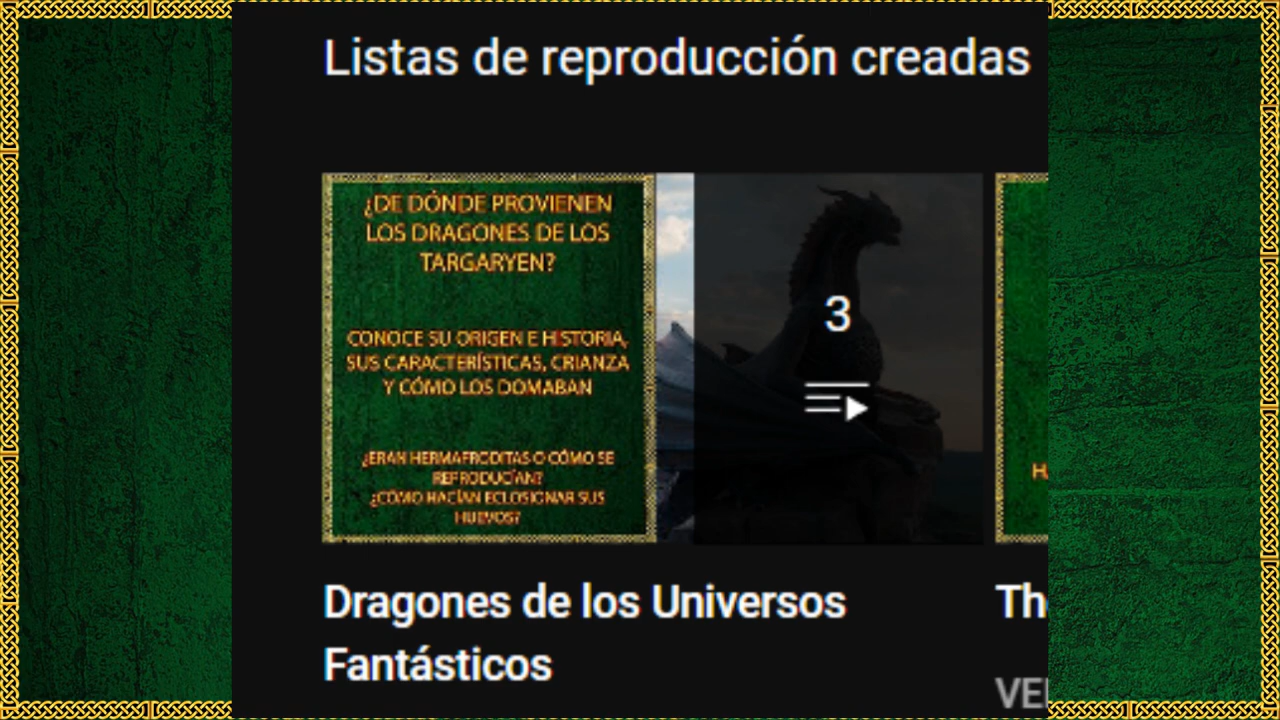 Listas de reproducción creadas
¿DE DÓNDE PROVIENEN
LOS DRAGONES DE LOS
TARGARYEN?
CONOCE SU ORIGEN E HISTORIA,
SUS CARACTERÍSTICAS, CRIANZA
Y CÓMO LOS DOMABAN
¿ERAN HERMAFRODITAS O CÓMO SE
REPRODUCÍAN?
¿CÓMO HACÍAN ECLOSIONAR SUS
HUEVOS?
3
Dragones de los Universos
Fantásticos